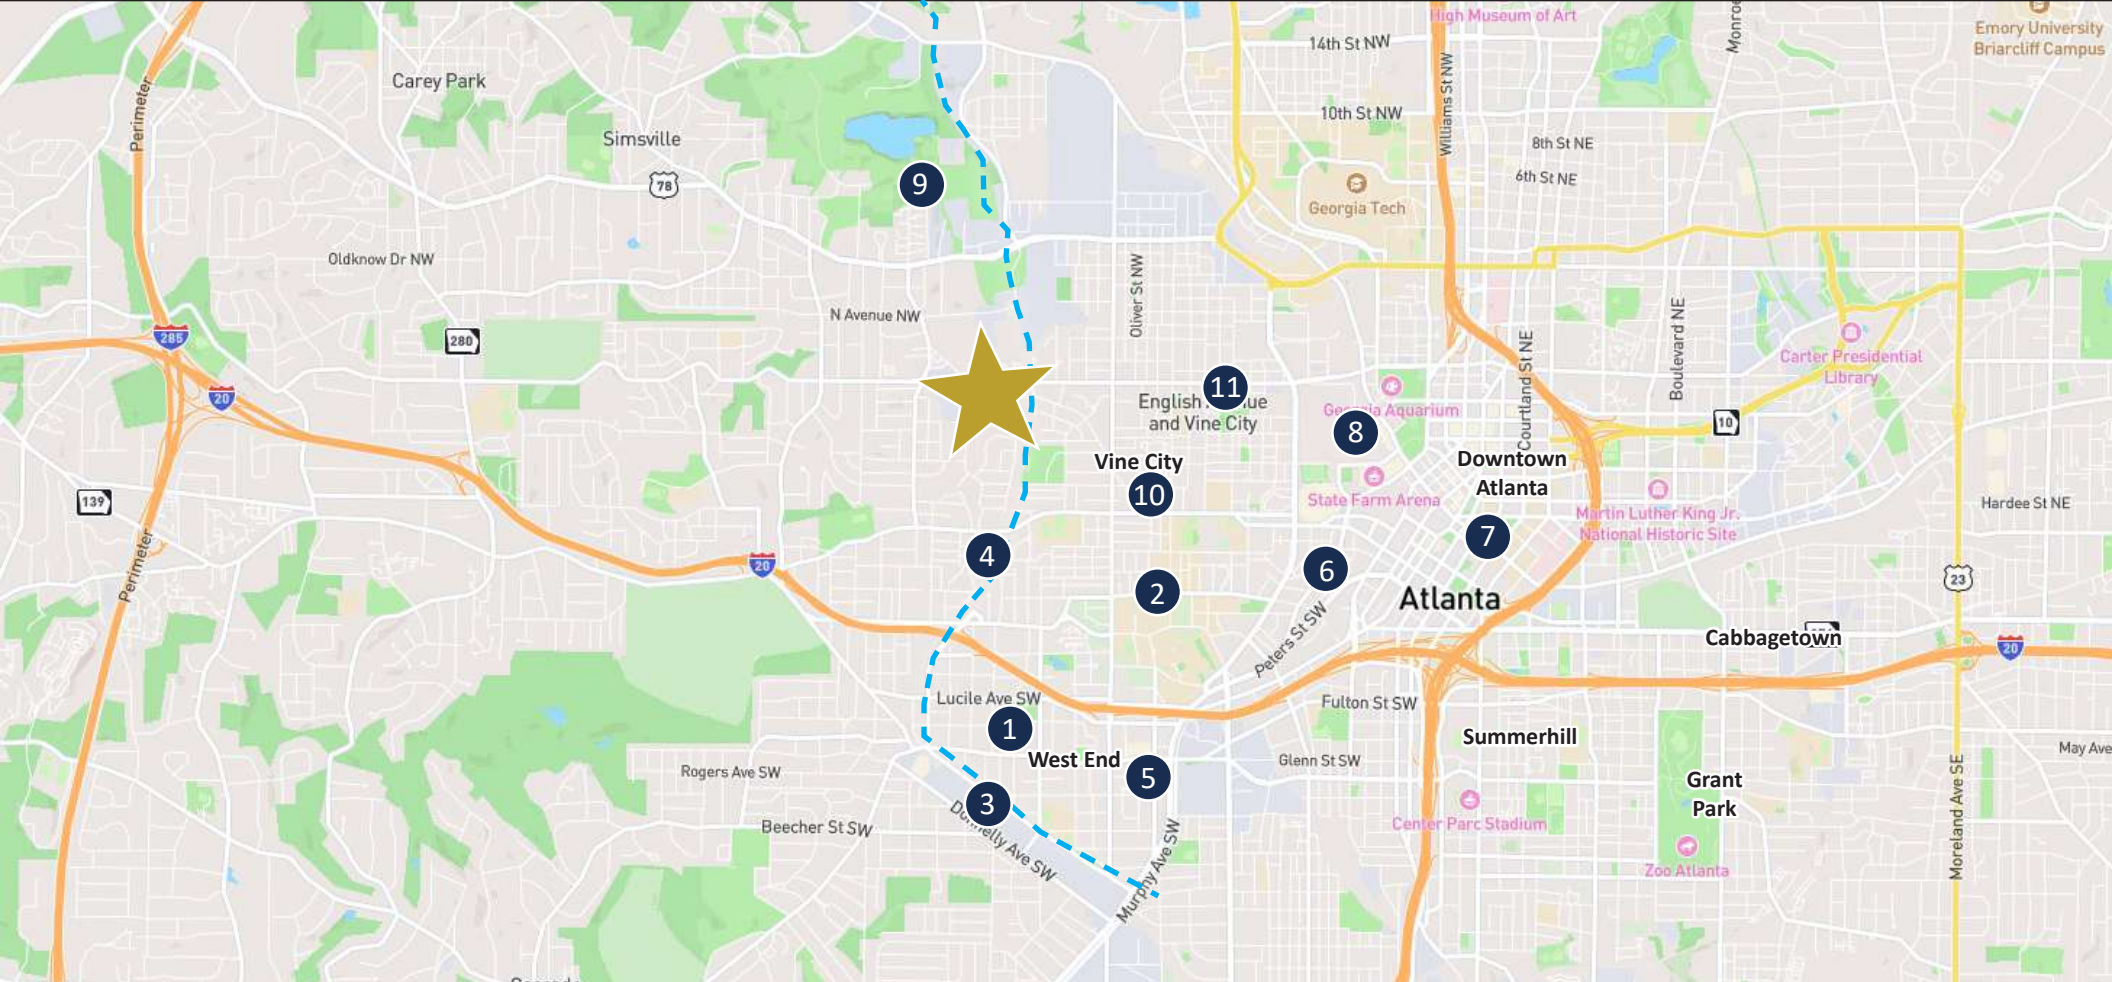 High Museum of Art
Monroe
Emory University
Briarcliff Campus
14th St NW
Carey Park
Williams St NW
Perimeter
10th St NW
Simsville
8th St NE
78
9
6th St NE
Georgia Tech
Oldknow Dr NW
Oliver St NW
N Avenue NW
Boulevard NE
285
280
Courtland St NE
Carter Presidential
Library
20
11
English
and Vine City
Georgia Aquarium
8
10
Vine City
10
Downtown
Atlanta
State Farm Arena
139
Martin Luther King Jr.
National Historic Site
Hardee St NE
7
Perimeter
4
20
6
2
23
Atlanta
Peters St SW
Cabbagetown
20
Lucile Ave SW
Fulton St SW
1
Summerhill
West End
5
Glenn St SW
May Ave
Rogers Ave SW
Grant
Park
3
Donnelly Ave SW
Beecher St SW
Center Parc Stadium
Murphy Ave SW
Moreland Ave SE
Zoo Atlanta